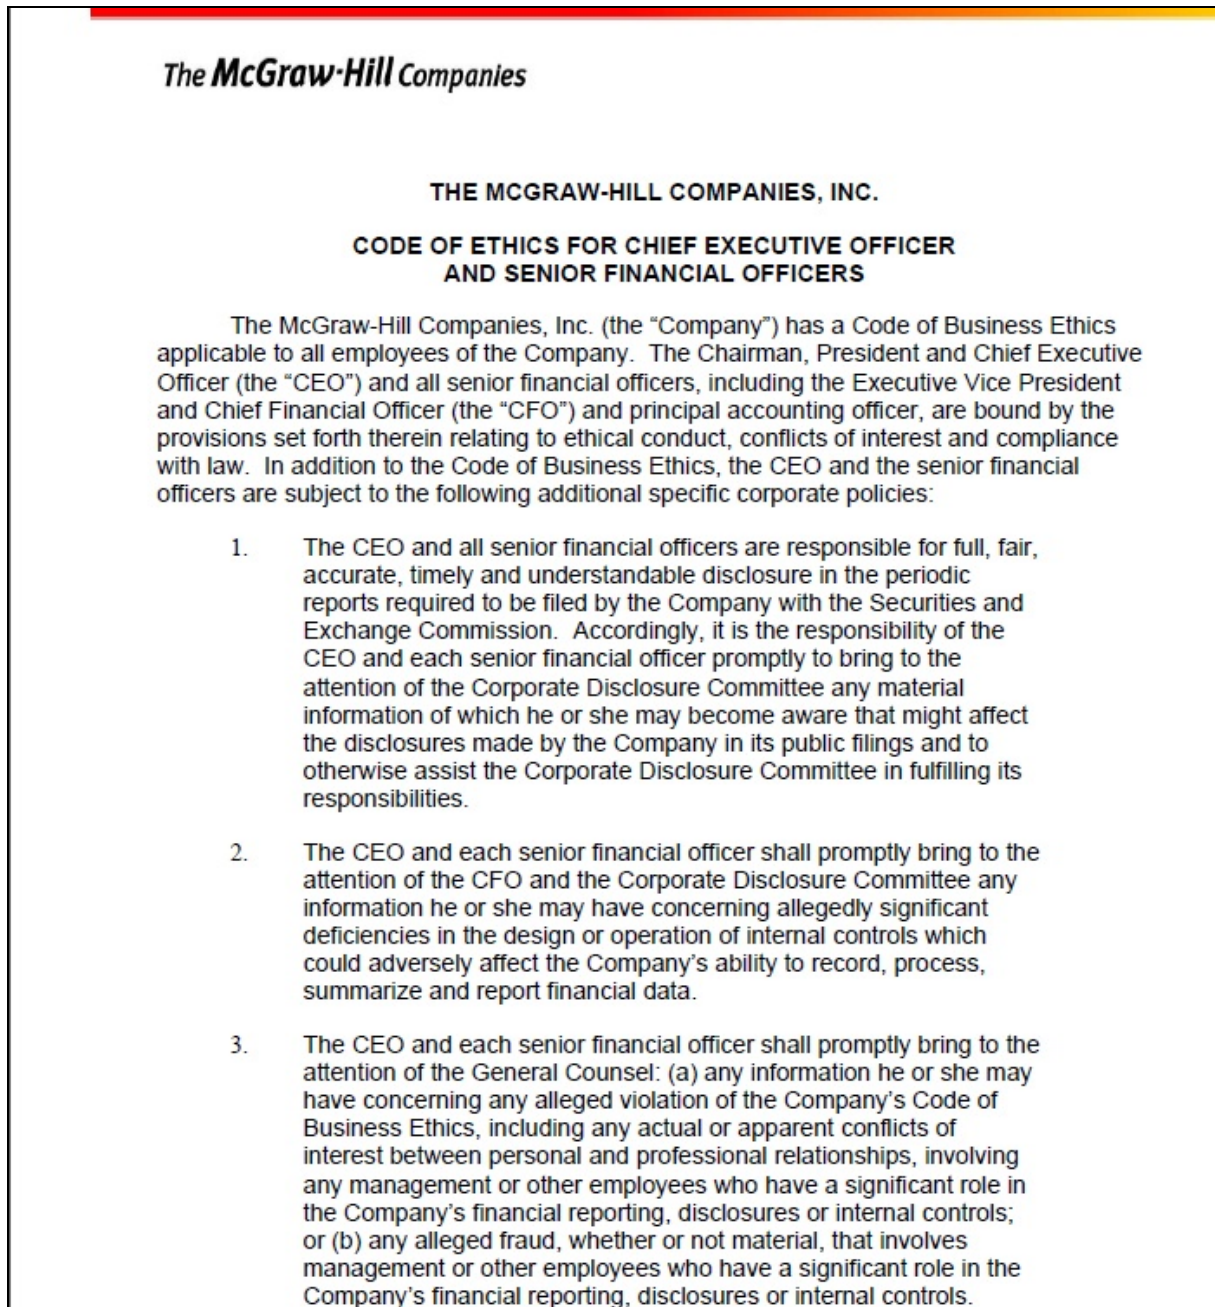 The McGraw·Hill Companies
THE MCGRAW-HILL COMPANIES, INC.
CODE OF ETHICS FOR CHIEF EXECUTIVE OFFICER
AND SENIOR FINANCIAL OFFICERS
The McGraw-Hill Companies, Inc. (the “Company”) has a Code of Business Ethics
applicable to all employees of the Company.  The Chairman, President and Chief Executive
Officer (the “CEO”) and all senior financial officers, including the Executive Vice President
and Chief Financial Officer (the “CFO”) and principal accounting officer, are bound by the
provisions set forth therein relating to ethical conduct, conflicts of interest and compliance
with law.  In addition to the Code of Business Ethics, the CEO and the senior financial
officers are subject to the following additional specific corporate policies:
1. The CEO and all senior financial officers are responsible for full, fair,
accurate, timely and understandable disclosure in the periodic
reports required to be filed by the Company with the Securities and
Exchange Commission.  Accordingly, it is the responsibility of the
CEO and each senior financial officer promptly to bring to the
attention of the Corporate Disclosure Committee any material
information of which he or she may become aware that might affect
the disclosures made by the Company in its public filings and to
otherwise assist the Corporate Disclosure Committee in fulfilling its
responsibilities.
2. The CEO and each senior financial officer shall promptly bring to the
attention of the CFO and the Corporate Disclosure Committee any
information he or she may have concerning allegedly significant
deficiencies in the design or operation of internal controls which
could adversely affect the Company’s ability to record, process,
summarize and report financial data.
3. The CEO and each senior financial officer shall promptly bring to the
attention of the General Counsel: (a) any information he or she may
have concerning any alleged violation of the Company’s Code of
Business Ethics, including any actual or apparent conflicts of
interest between personal and professional relationships, involving
any management or other employees who have a significant role in
the Company’s financial reporting, disclosures or internal controls;
or (b) any alleged fraud, whether or not material, that involves
management or other employees who have a significant role in the
Company’s financial reporting, disclosures or internal controls.